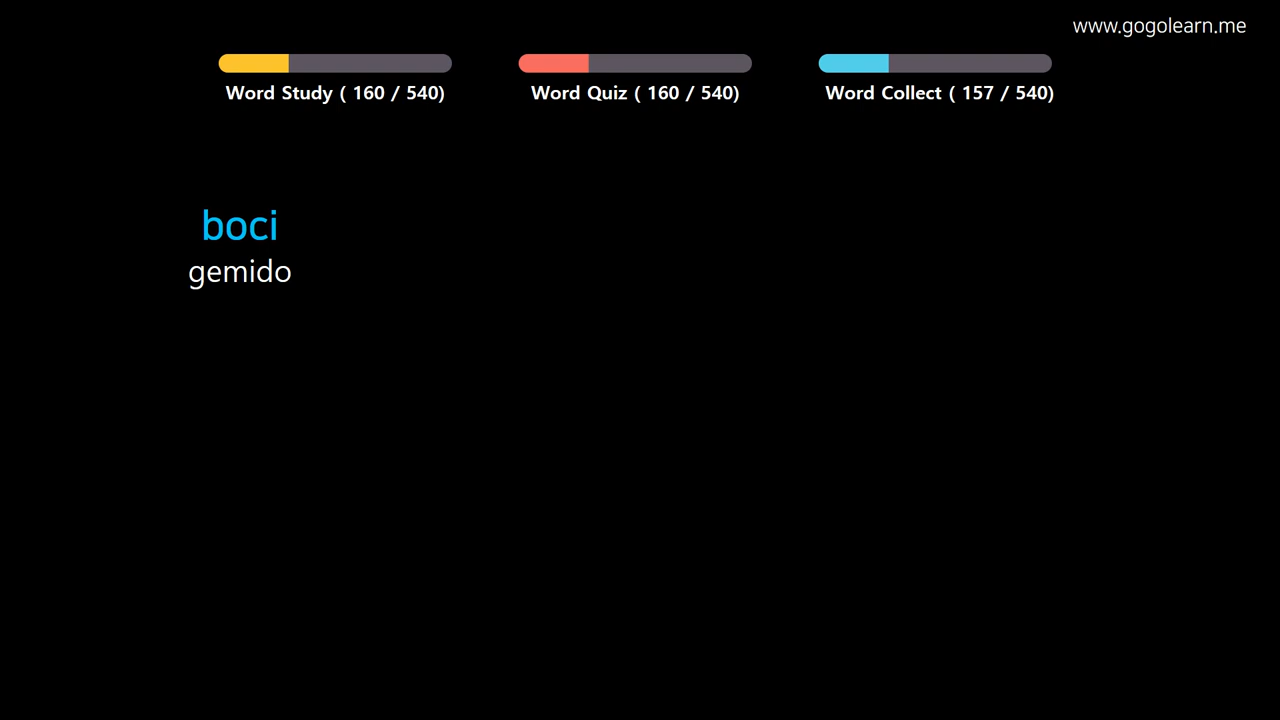 www.gogolearn.me
Word Study ( 160 / 540)
Word Quiz ( 160 / 540)
Word Collect ( 157 / 540)
boci
gemido